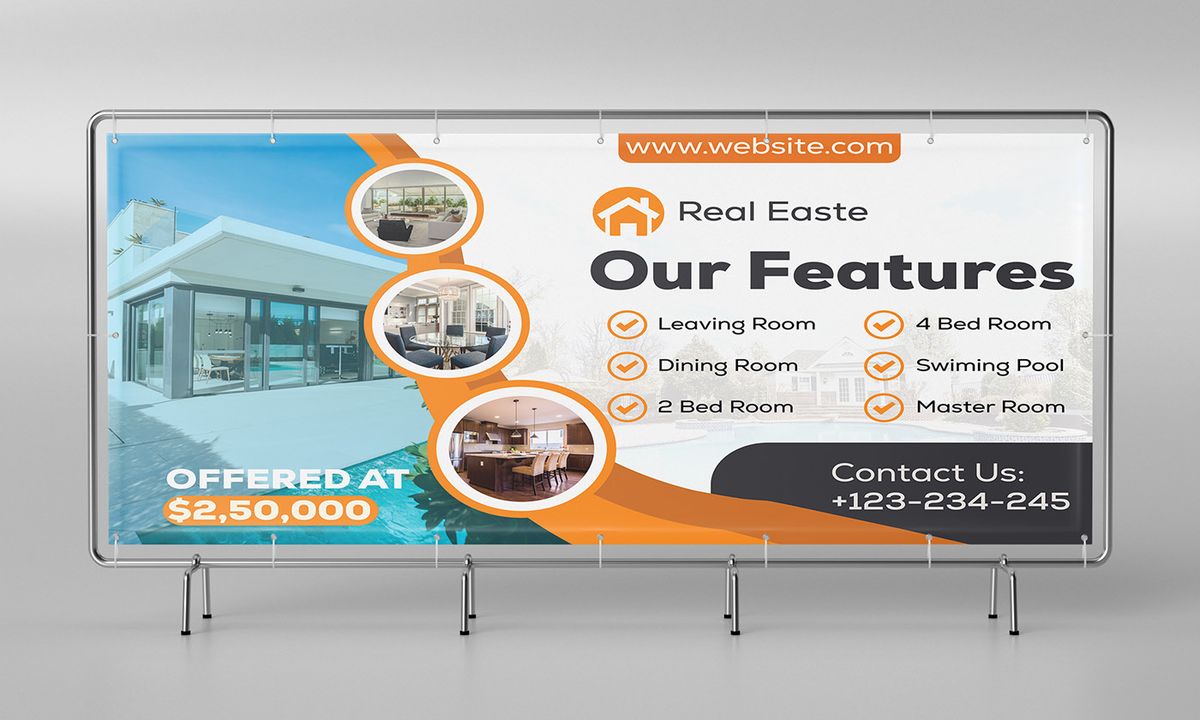 www.website.com
Real Easte
Our Features
Leaving Room
4 Bed Room
Dining Room
Swiming Pool
2 Bed Room
Master Room
OFFERED AT
$2,50,000
Contact Us:
+123-234-245